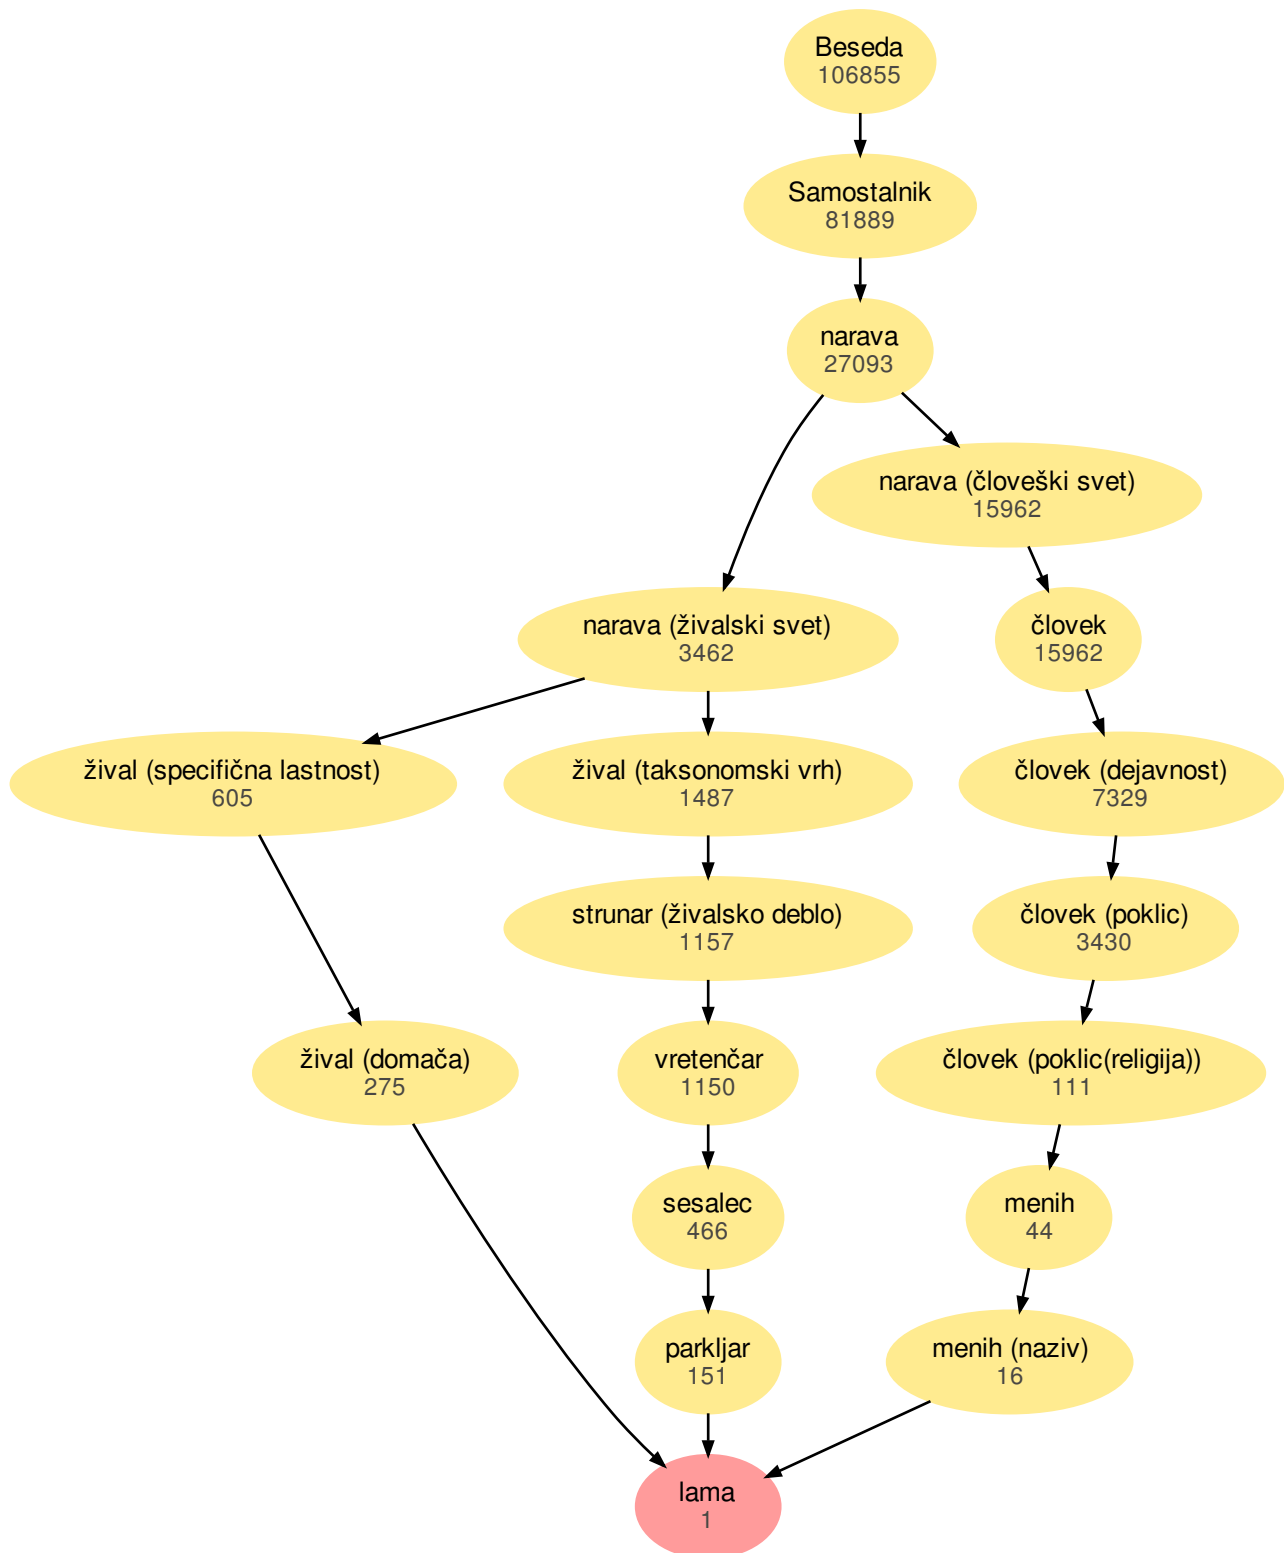 Beseda
106855
Samostalnik
81889
narava
27093
narava (človeški svet)
15962
narava (živalski svet)
3462
človek
15962
žival (specifična lastnost)
605
žival (taksonomski vrh)
1487
človek (dejavnost)
7329
strunar (živalsko deblo)
1157
človek (poklic)
3430
žival (domača)
275
vretenčar
1150
človek (poklic(religija))
111
sesalec
466
menih
44
parkljar
151
menih (naziv)
16
lama
1